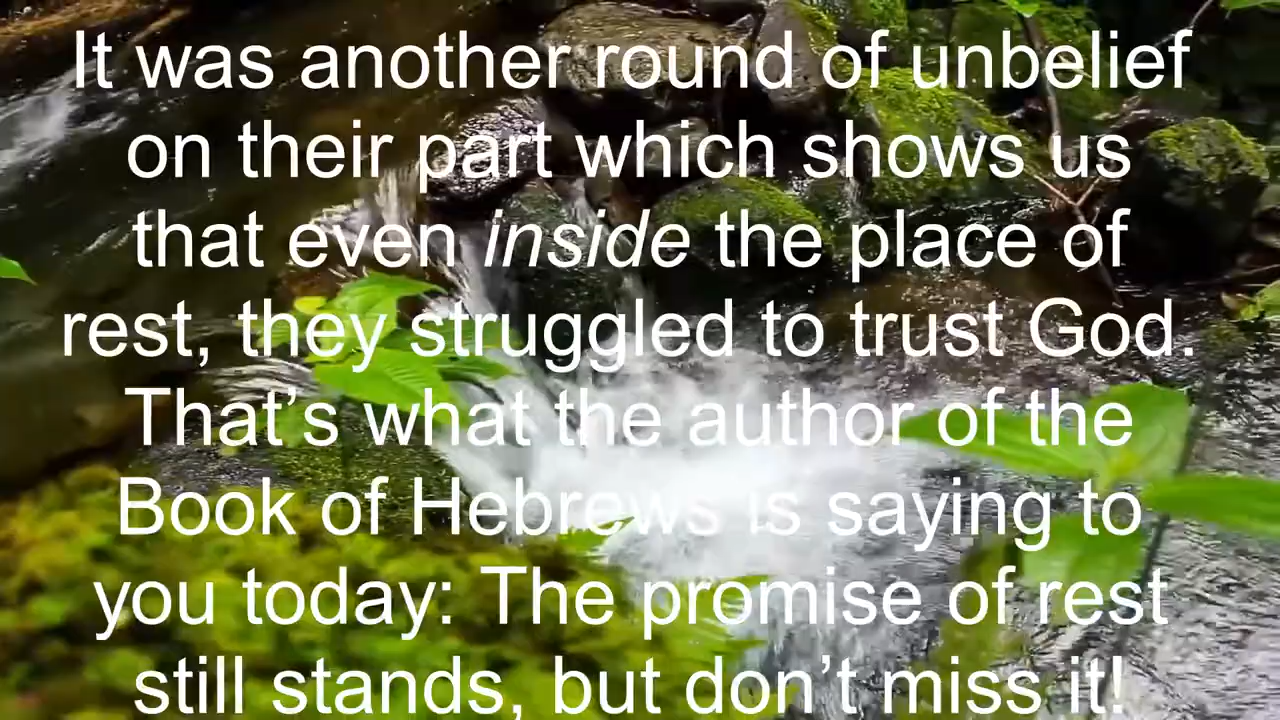 It was another round of unbelief
on their part which shows us
that even inside the place of
rest, they struggled to trust God.
That’s what the author of the
Book of Hebrews is saying to
you today: The promise of rest
still stands, but don’t miss it!